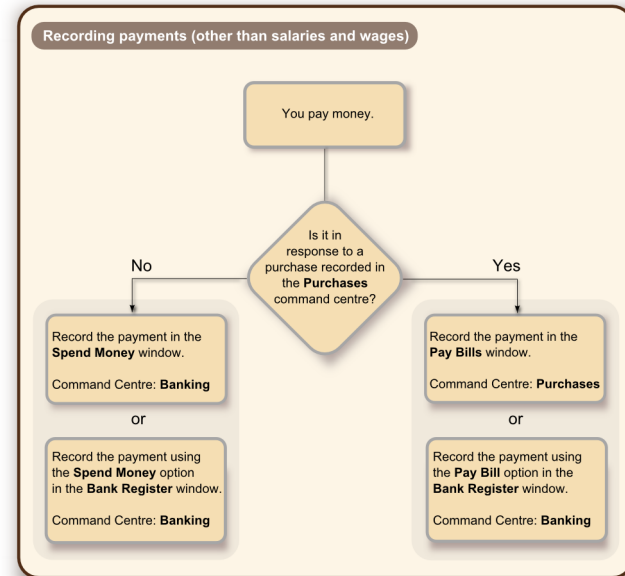 Recording payments (other than salaries and wages)
You pay money.
Is it in
response to a
purchase recorded in
the Purchases
command centre?
No
Yes
Record the payment in the
Spend Money window.
Command Centre: Banking
or
Record the payment using
the Spend Money option
in the Bank Register window.
Command Centre: Banking
Record the payment in the
Pay Bills window.
Command Centre: Purchases
or
Record the payment using
the Pay Bill option in the
Bank Register window.
Command Centre: Banking